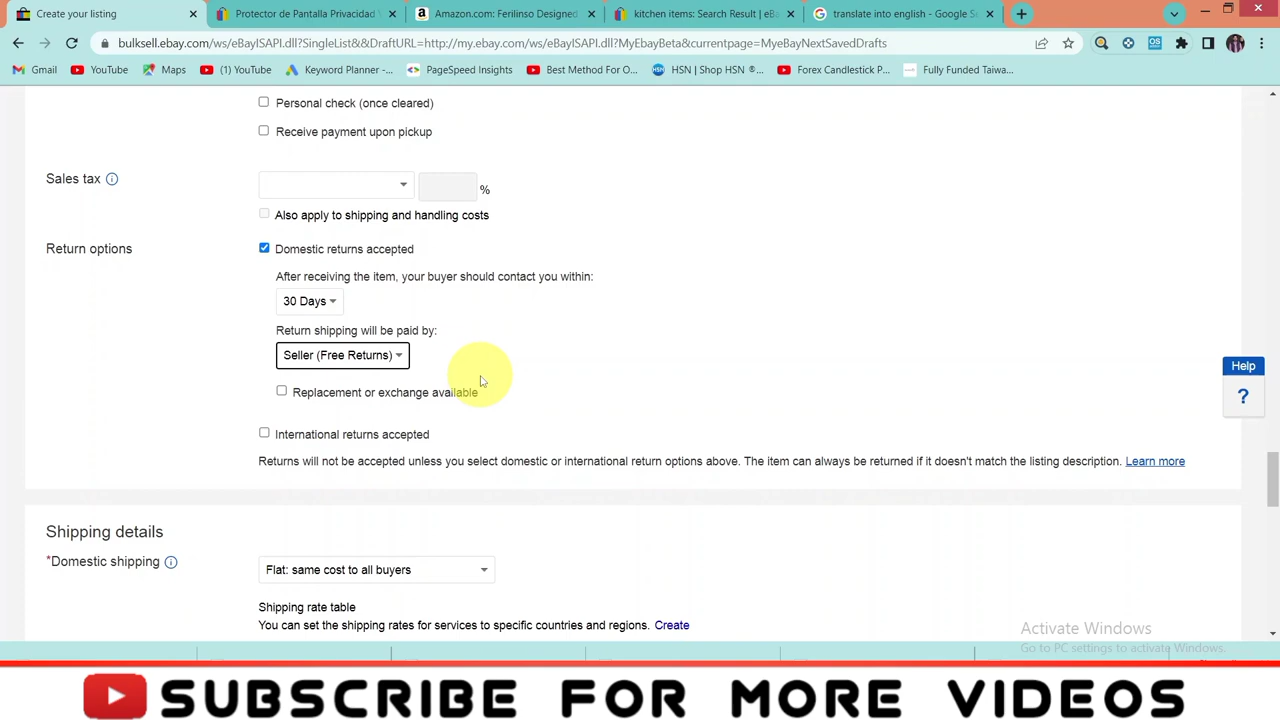 Create your listing
Protector de Pantalla Privacidad
Amazon.com: Ferilinso Designed
kitchen items: Search Result | eB
translate into english - Google S
bulksell.ebay.com/ws/eBayISAPI.dll?SingleList&&DraftURL=http://my.ebay.com/ws/eBayISAPI.dll?MyEbayBeta&currentpage=MyeBayNextSavedDrafts
Gmail
YouTube
Maps
(1) YouTube
Keyword Planner -...
PageSpeed Insights
Best Method For O...
HSN | Shop HSN ®...
Forex Candlestick P...
Fully Funded Taiwa...
Personal check (once cleared)
Receive payment upon pickup
Sales tax
%
Also apply to shipping and handling costs
Return options
Domestic returns accepted
After receiving the item, your buyer should contact you within:
30 Days
Return shipping will be paid by:
Seller (Free Returns)
Replacement or exchange available
International returns accepted
Returns will not be accepted unless you select domestic or international return options above. The item can always be returned if it doesn't match the listing description. Learn more
Help
?
Shipping details
*Domestic shipping
Flat: same cost to all buyers
Shipping rate table
You can set the shipping rates for services to specific countries and regions. Create
Activate Windows
Go to PC settings to activate Windows.
SUBSCRIBE FOR MORE VIDEOS